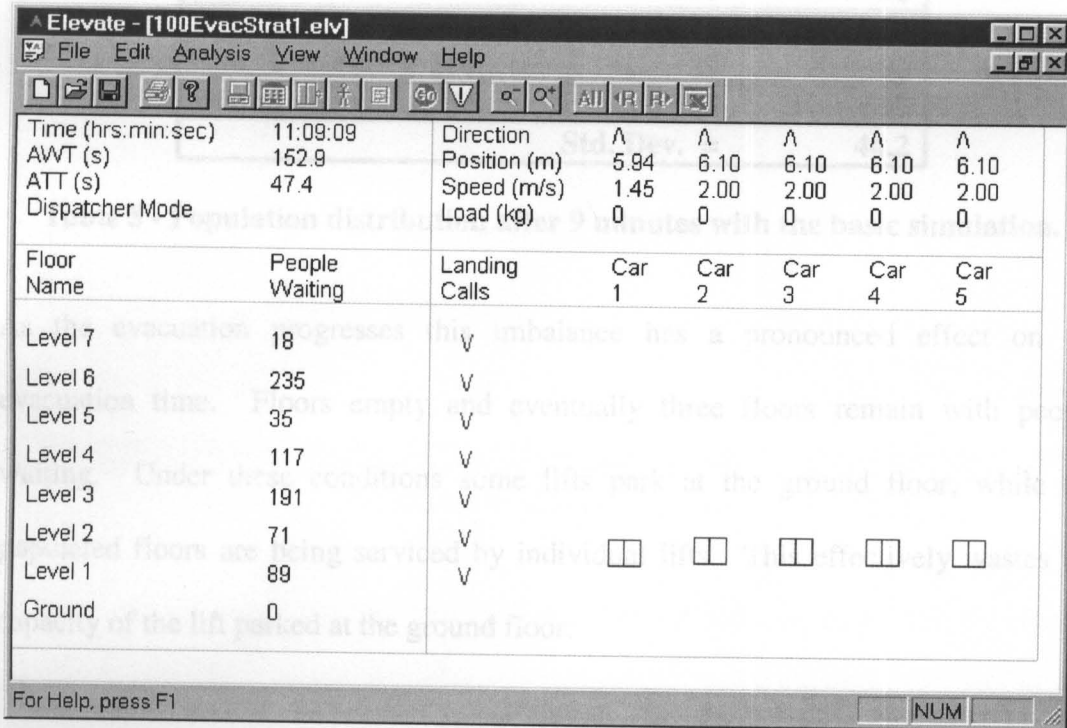 Elevate - [100EvacStrat1.elv]
File Edit Analysis View Window Help
Go All R R
Time (hrs:min:sec) 11:09:09 Direction Λ Λ Λ Λ Λ
AWT (s) 152.9 Position (m) 5.94 6.10 6.10 6.10 6.10
ATT (s) 47.4 Speed (m/s) 1.45 2.00 2.00 2.00 2.00
Dispatcher Mode Load (kg) 0 0 0 0 0
Std. Dev. =
Population distribution after 9 minutes with the basic simulation.
Floor Name People Waiting Landing Calls Car 1 Car 2 Car 3 Car 4 Car 5
Level 7 18 V
the evacuation progresses this imbalance has a pronounced effect on
Level 6 235 V
evacuation time. Floors empty and eventually three floors remain with
Level 5 35 V
Level 4 117 V
waiting. Under these conditions some lifts park at the ground floor, while
Level 3 191 V
Level 2 71 V
floors are being serviced by individual lifts. This effectively wastes
Level 1 89 V
Ground 0
capacity of the lift parked at the ground floor.
For Help, press F1 NUM